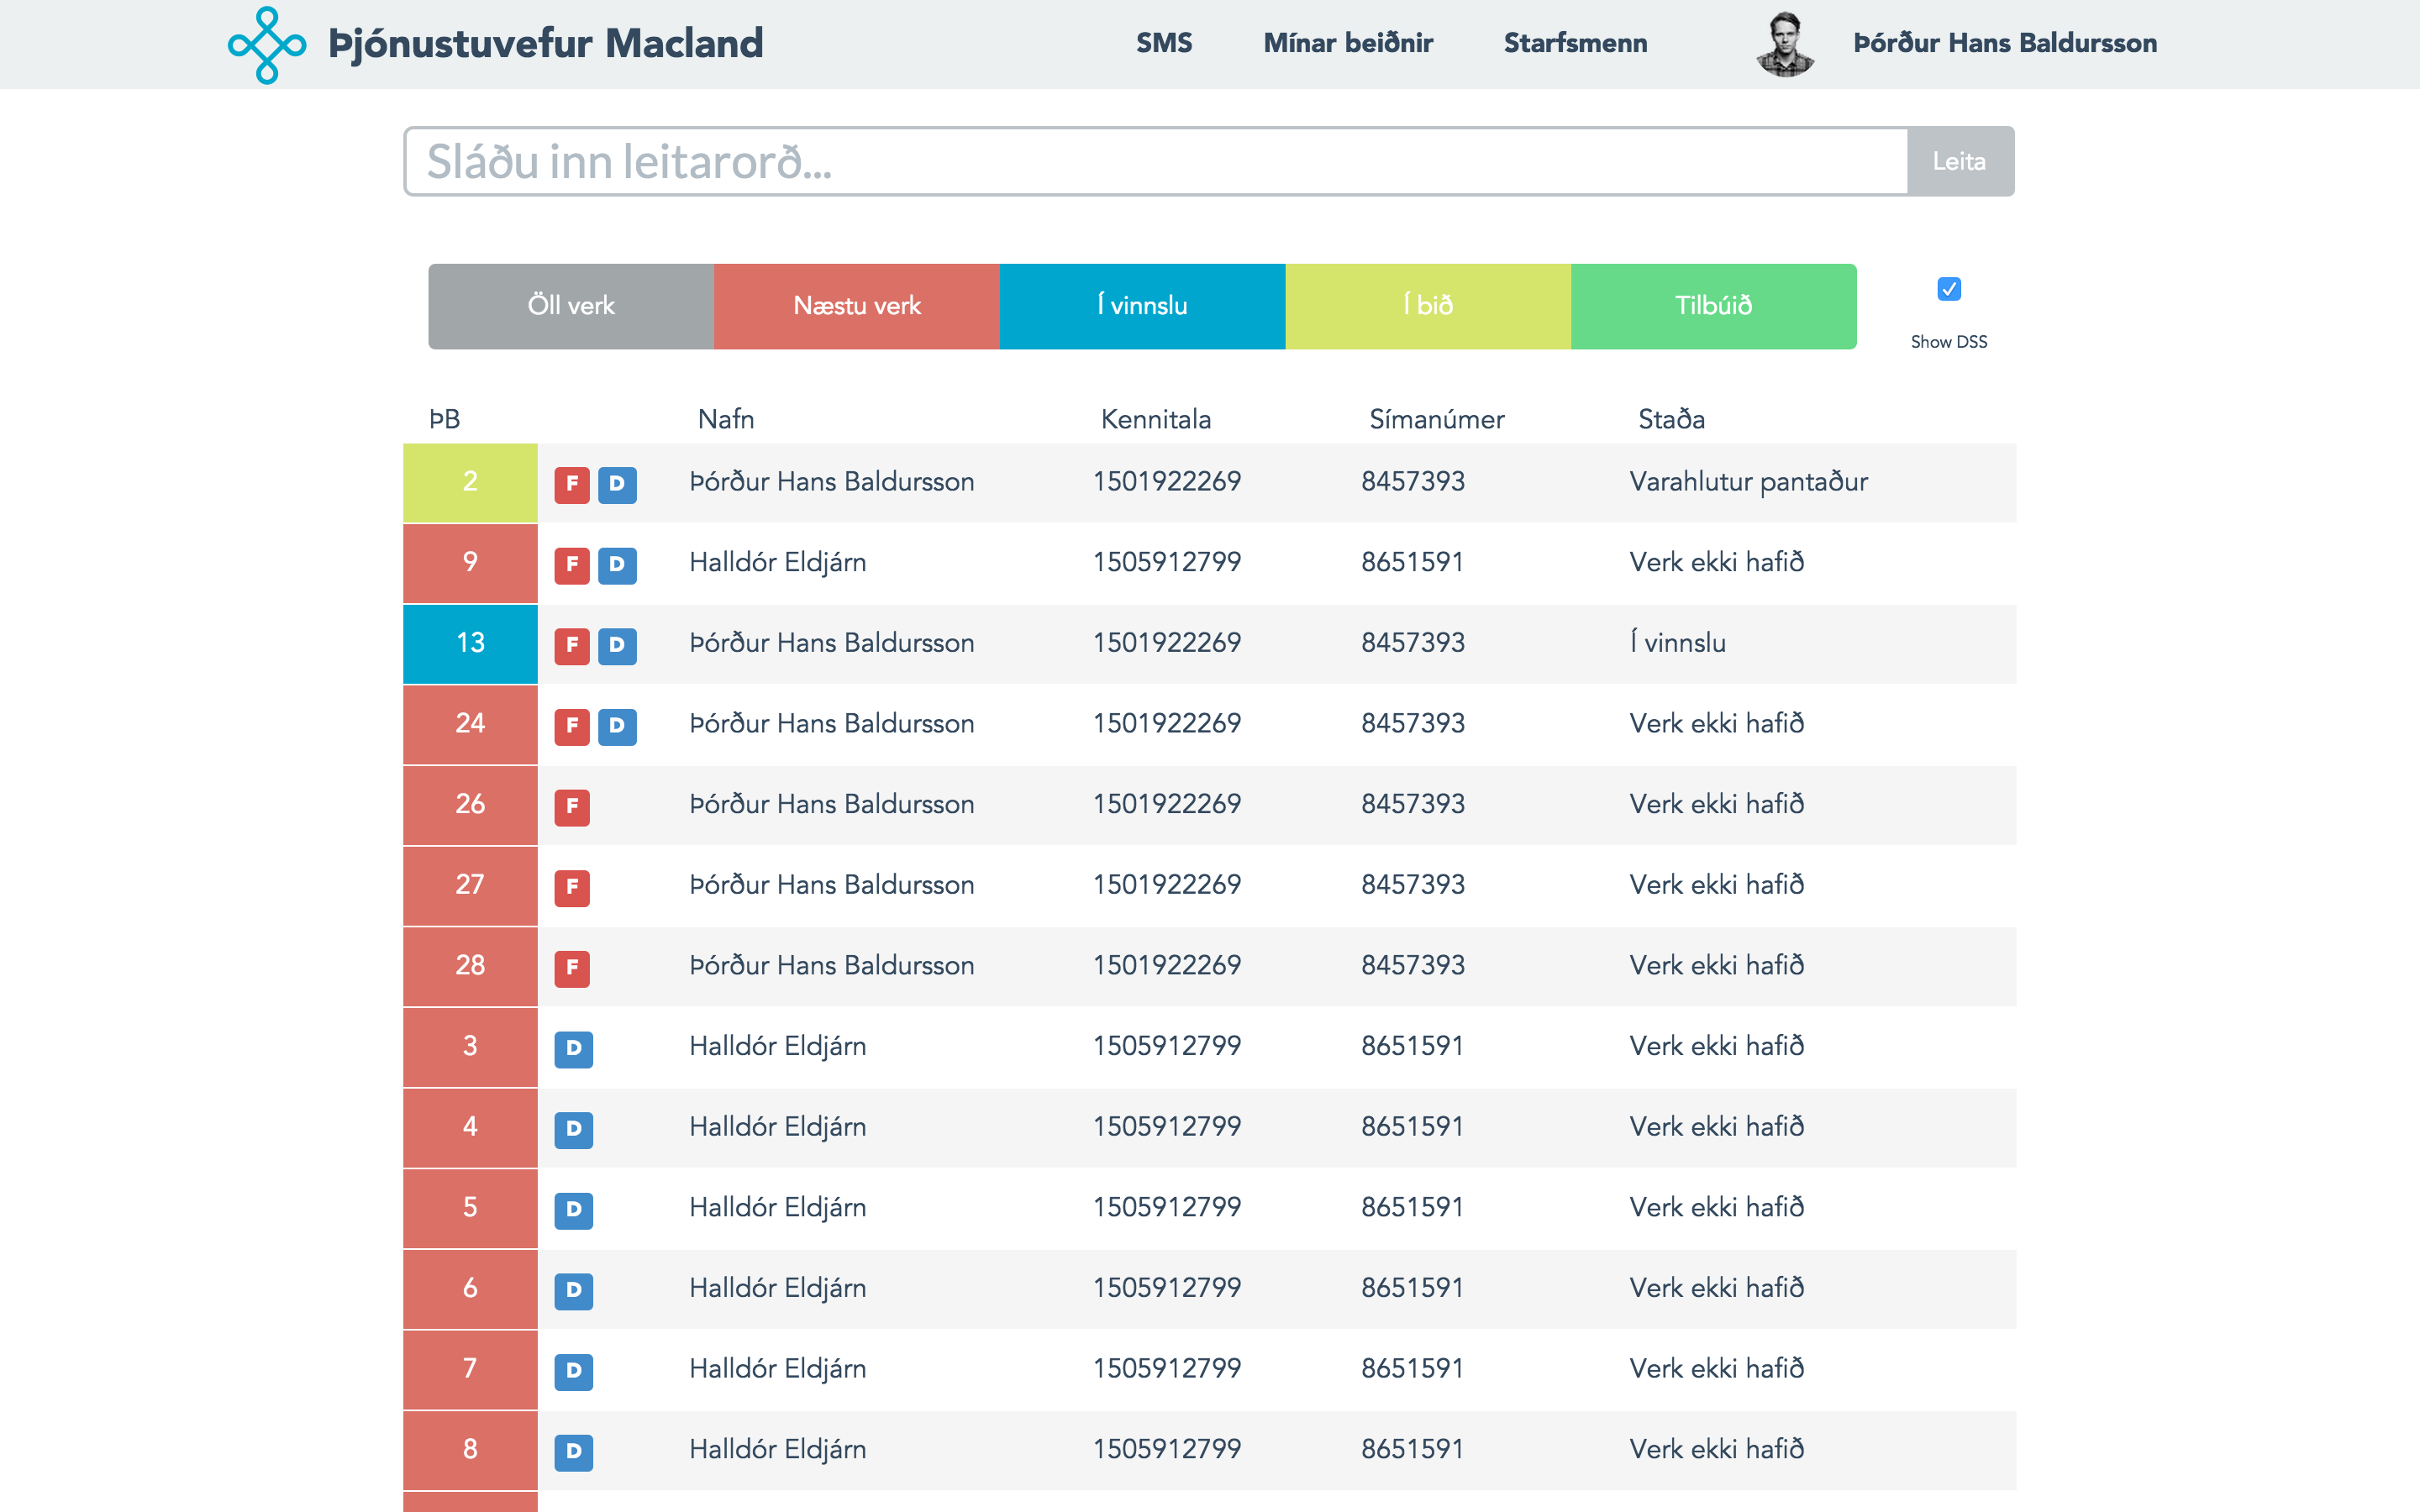 Þjónustuvefur Macland SMS Mínar beiðnir Starfsmenn Þórður Hans Baldursson
Sláðu inn leitarorð... Leita
Öll verk Næstu verk Í vinnslu Í bið Tilbúið
Show DSS
ÞB Nafn Kennitala Símanúmer Staða
2 F D Þórður Hans Baldursson 1501922269 8457393 Varahlutur pantaður
9 F D Halldór Eldjárn 1505912799 8651591 Verk ekki hafið
13 F D Þórður Hans Baldursson 1501922269 8457393 Í vinnslu
24 F D Þórður Hans Baldursson 1501922269 8457393 Verk ekki hafið
26 F Þórður Hans Baldursson 1501922269 8457393 Verk ekki hafið
27 F Þórður Hans Baldursson 1501922269 8457393 Verk ekki hafið
28 F Þórður Hans Baldursson 1501922269 8457393 Verk ekki hafið
3 D Halldór Eldjárn 1505912799 8651591 Verk ekki hafið
4 D Halldór Eldjárn 1505912799 8651591 Verk ekki hafið
5 D Halldór Eldjárn 1505912799 8651591 Verk ekki hafið
6 D Halldór Eldjárn 1505912799 8651591 Verk ekki hafið
7 D Halldór Eldjárn 1505912799 8651591 Verk ekki hafið
8 D Halldór Eldjárn 1505912799 8651591 Verk ekki hafið